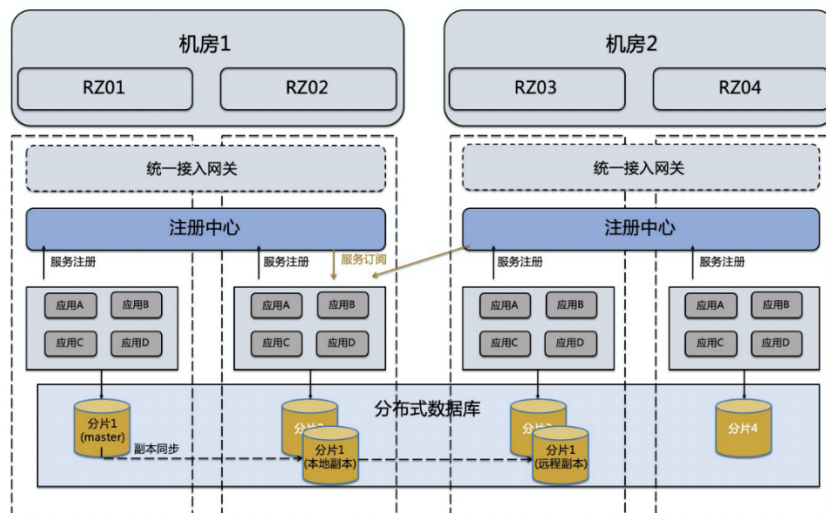 机房1
机房2
RZ01
RZ02
RZ03
RZ04
统一接入网关
统一接入网关
注册中心
注册中心
服务注册
服务注册
服务订阅
服务注册
服务注册
应用A
应用B
应用A
应用B
应用A
应用B
应用A
应用B
应用C
应用D
应用C
应用D
应用C
应用D
应用C
应用D
分布式数据库
分片1
(master)
分片4
副本同步
分片1
(本地副本)
分片1
(远程副本)